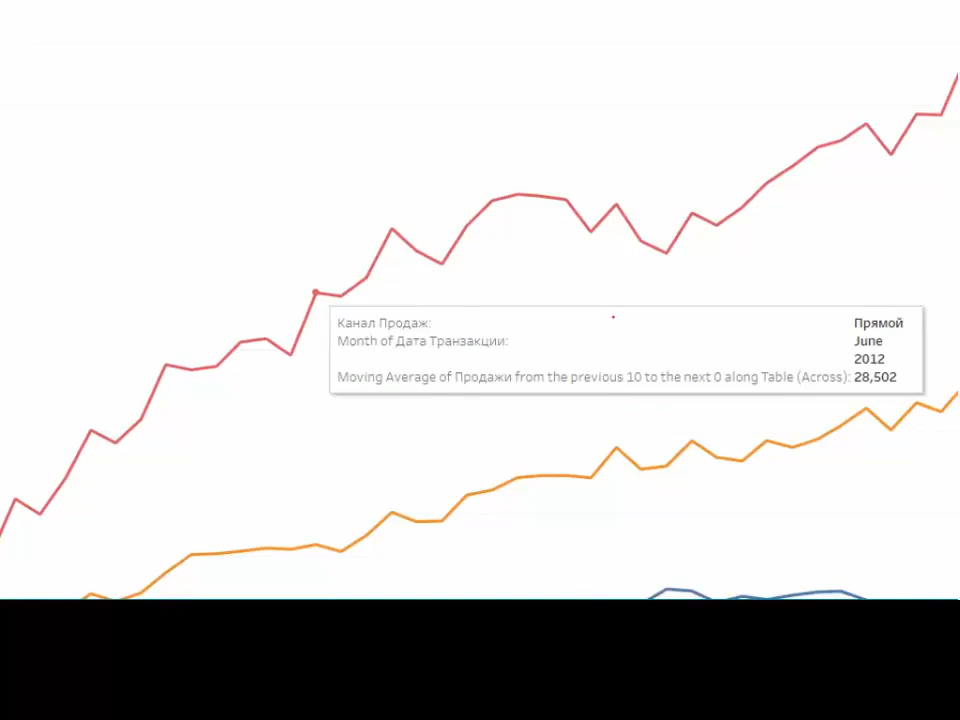 Канал Продаж: Прямой
Month of Дата Транзакции: June
2012
Moving Average of Продажи from the previous 10 to the next 0 along Table (Across): 28,502